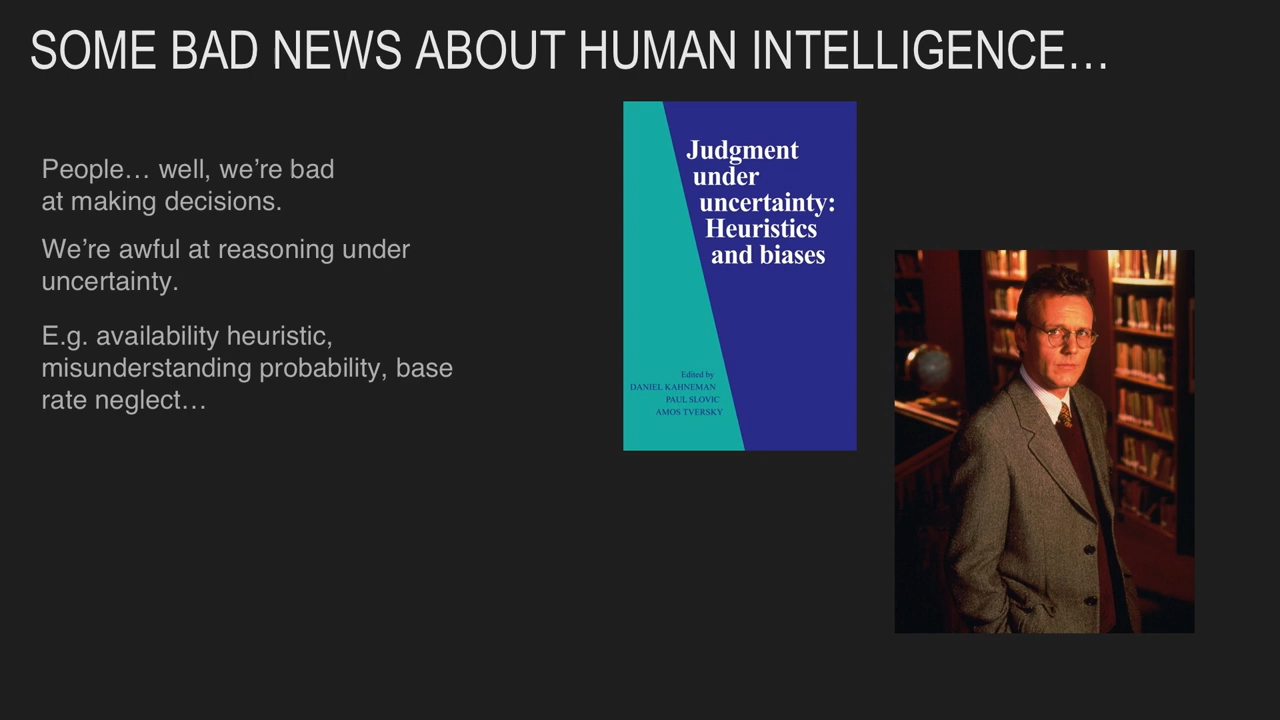 SOME BAD NEWS ABOUT HUMAN INTELLIGENCE…
People… well, we’re bad
at making decisions.
We’re awful at reasoning under
uncertainty.
E.g. availability heuristic,
misunderstanding probability, base
rate neglect…
Judgment
under
uncertainty:
Heuristics
and biases
Edited by
DANIEL KAHNEMAN
PAUL SLOVIC
AMOS TVERSKY